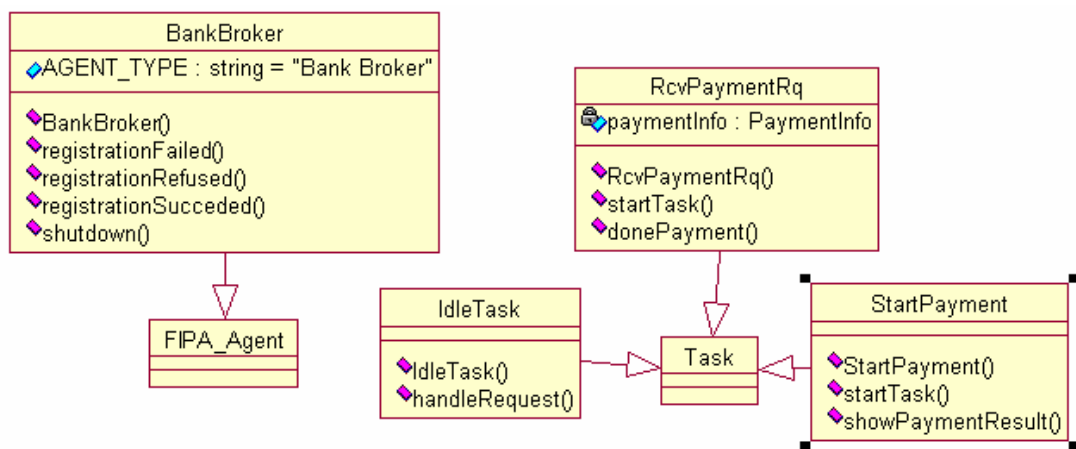 BankBroker
AGENT_TYPE : string = "Bank Broker"
BankBroker()
registrationFailed()
registrationRefused()
registrationSucceded()
shutdown()
FIPA_Agent
RcvPaymentRq
paymentInfo : PaymentInfo
RcvPaymentRq()
startTask()
donePayment()
IdleTask
IdleTask()
handleRequest()
Task
StartPayment
StartPayment()
startTask()
showPaymentResult()